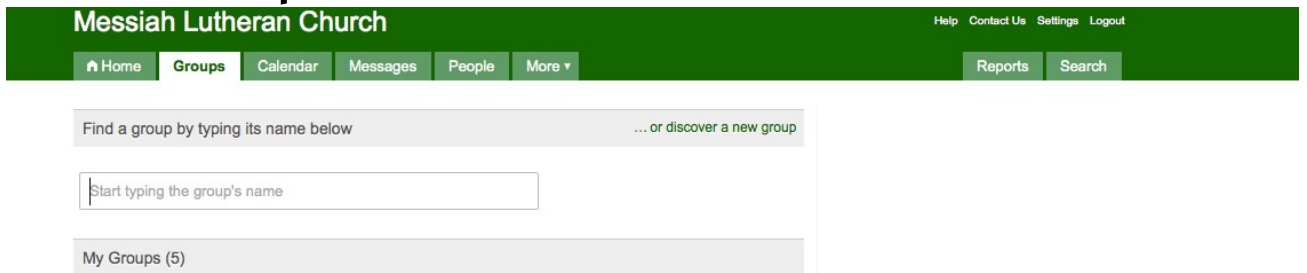 Messiah Lutheran Church
Help Contact Us Settings Logout
Home Groups Calendar Messages People More ▾ Reports Search
Find a group by typing its name below … or discover a new group
Start typing the group's name
My Groups (5)